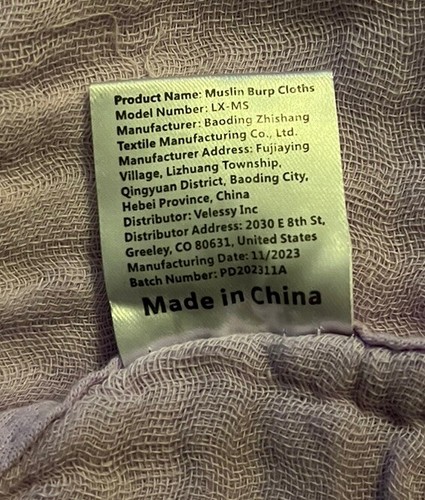 Product Name: Muslin Burp Cloths
Model Number: LX-MS
Manufacturer: Baoding Zhishang
Textile Manufacturing Co., Ltd.
Manufacturer Address: Fujiaying
Village, Lizhuang Township,
Qingyuan District, Baoding City,
Hebei Province, China
Distributor: Velessy Inc
Distributor Address: 2030 E 8th St,
Greeley, CO 80631, United States
Manufacturing Date: 11/2023
Batch Number: PD202311A
Made in China